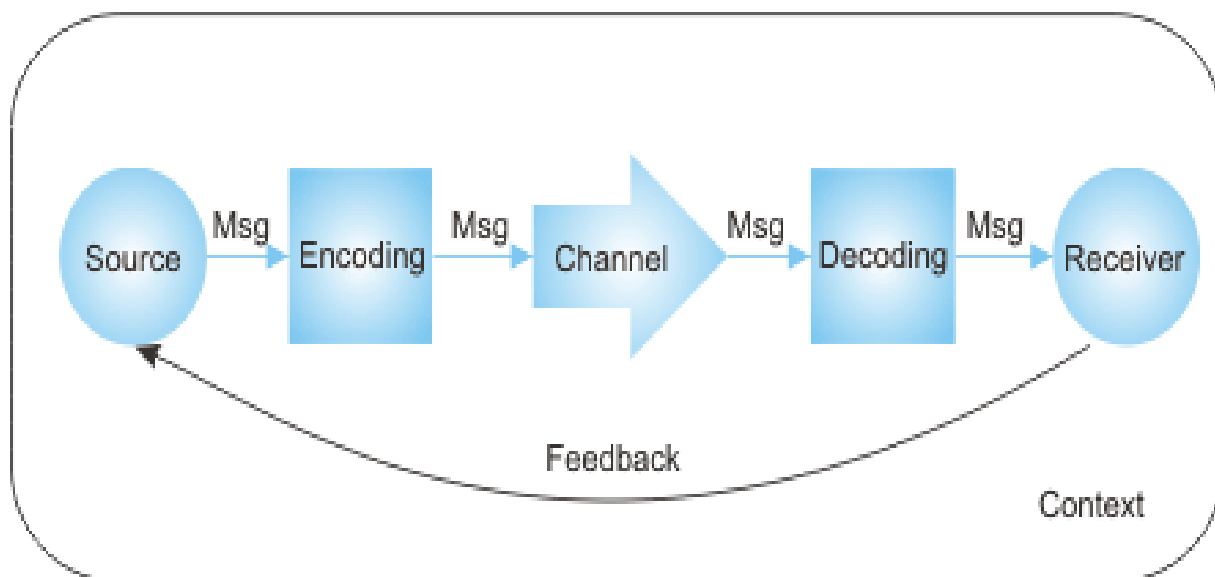 Msg
Msg
Msg
Msg
Source
Encoding
Channel
Decoding
Receiver
Feedback
Context